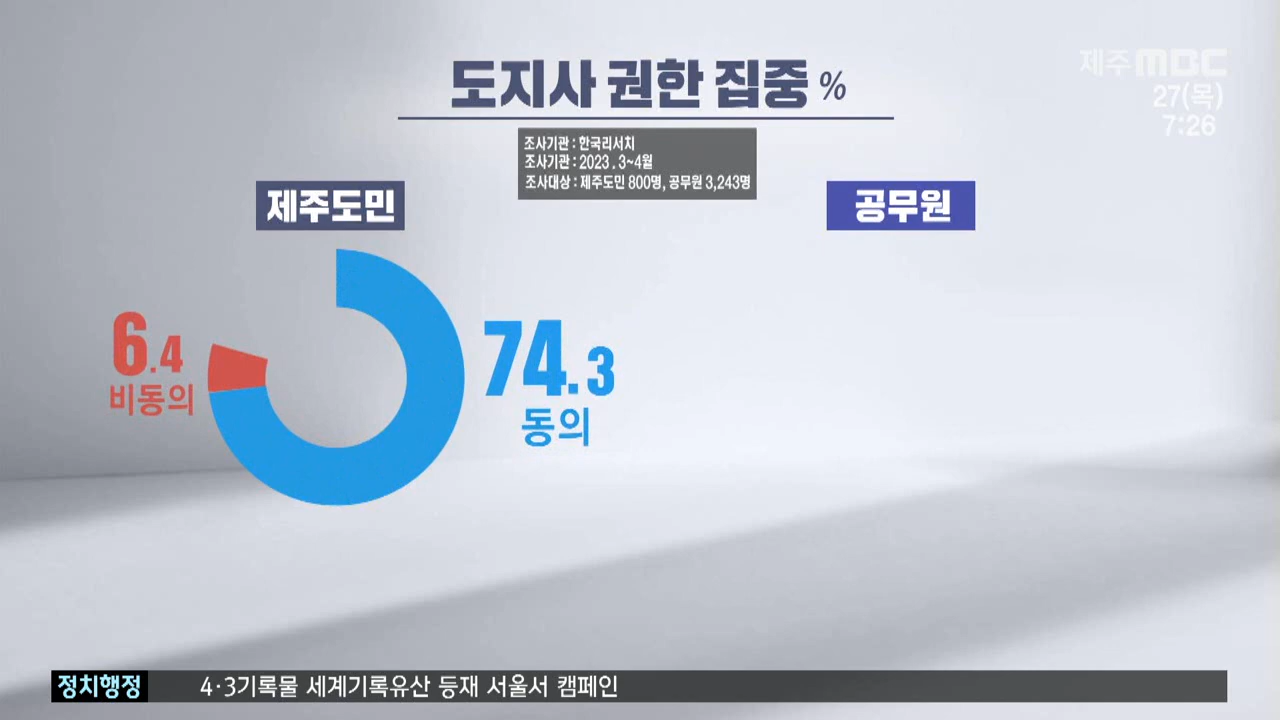 도지사 권한 집중 %
제주 MBC
27(목)
7:26
조사기관 : 한국리서치
조사기관 : 2023 . 3~4월
조사대상 : 제주도민 800명, 공무원 3,243명
제주도민
공무원
6.4
비동의
74.3
동의
정치행정 4·3기록물 세계기록유산 등재 서울서 캠페인